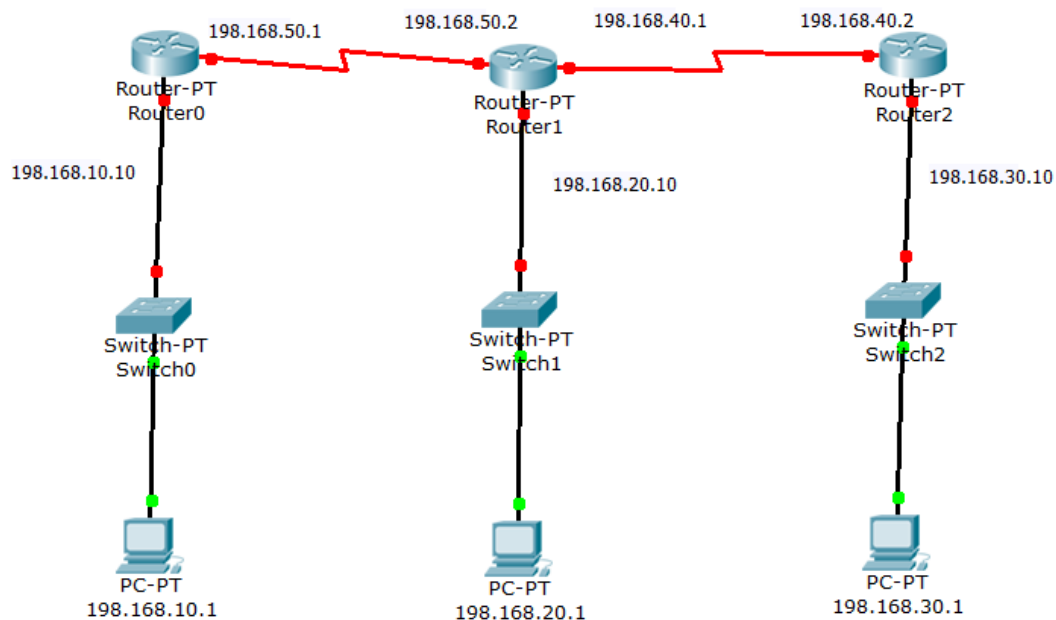 198.168.50.1
198.168.50.2
198.168.40.1
198.168.40.2
Router-PT
Router0
Router-PT
Router1
Router-PT
Router2
198.168.10.10
198.168.20.10
198.168.30.10
Switch-PT
Switch0
Switch-PT
Switch1
Switch-PT
Switch2
PC-PT
198.168.10.1
PC-PT
198.168.20.1
PC-PT
198.168.30.1